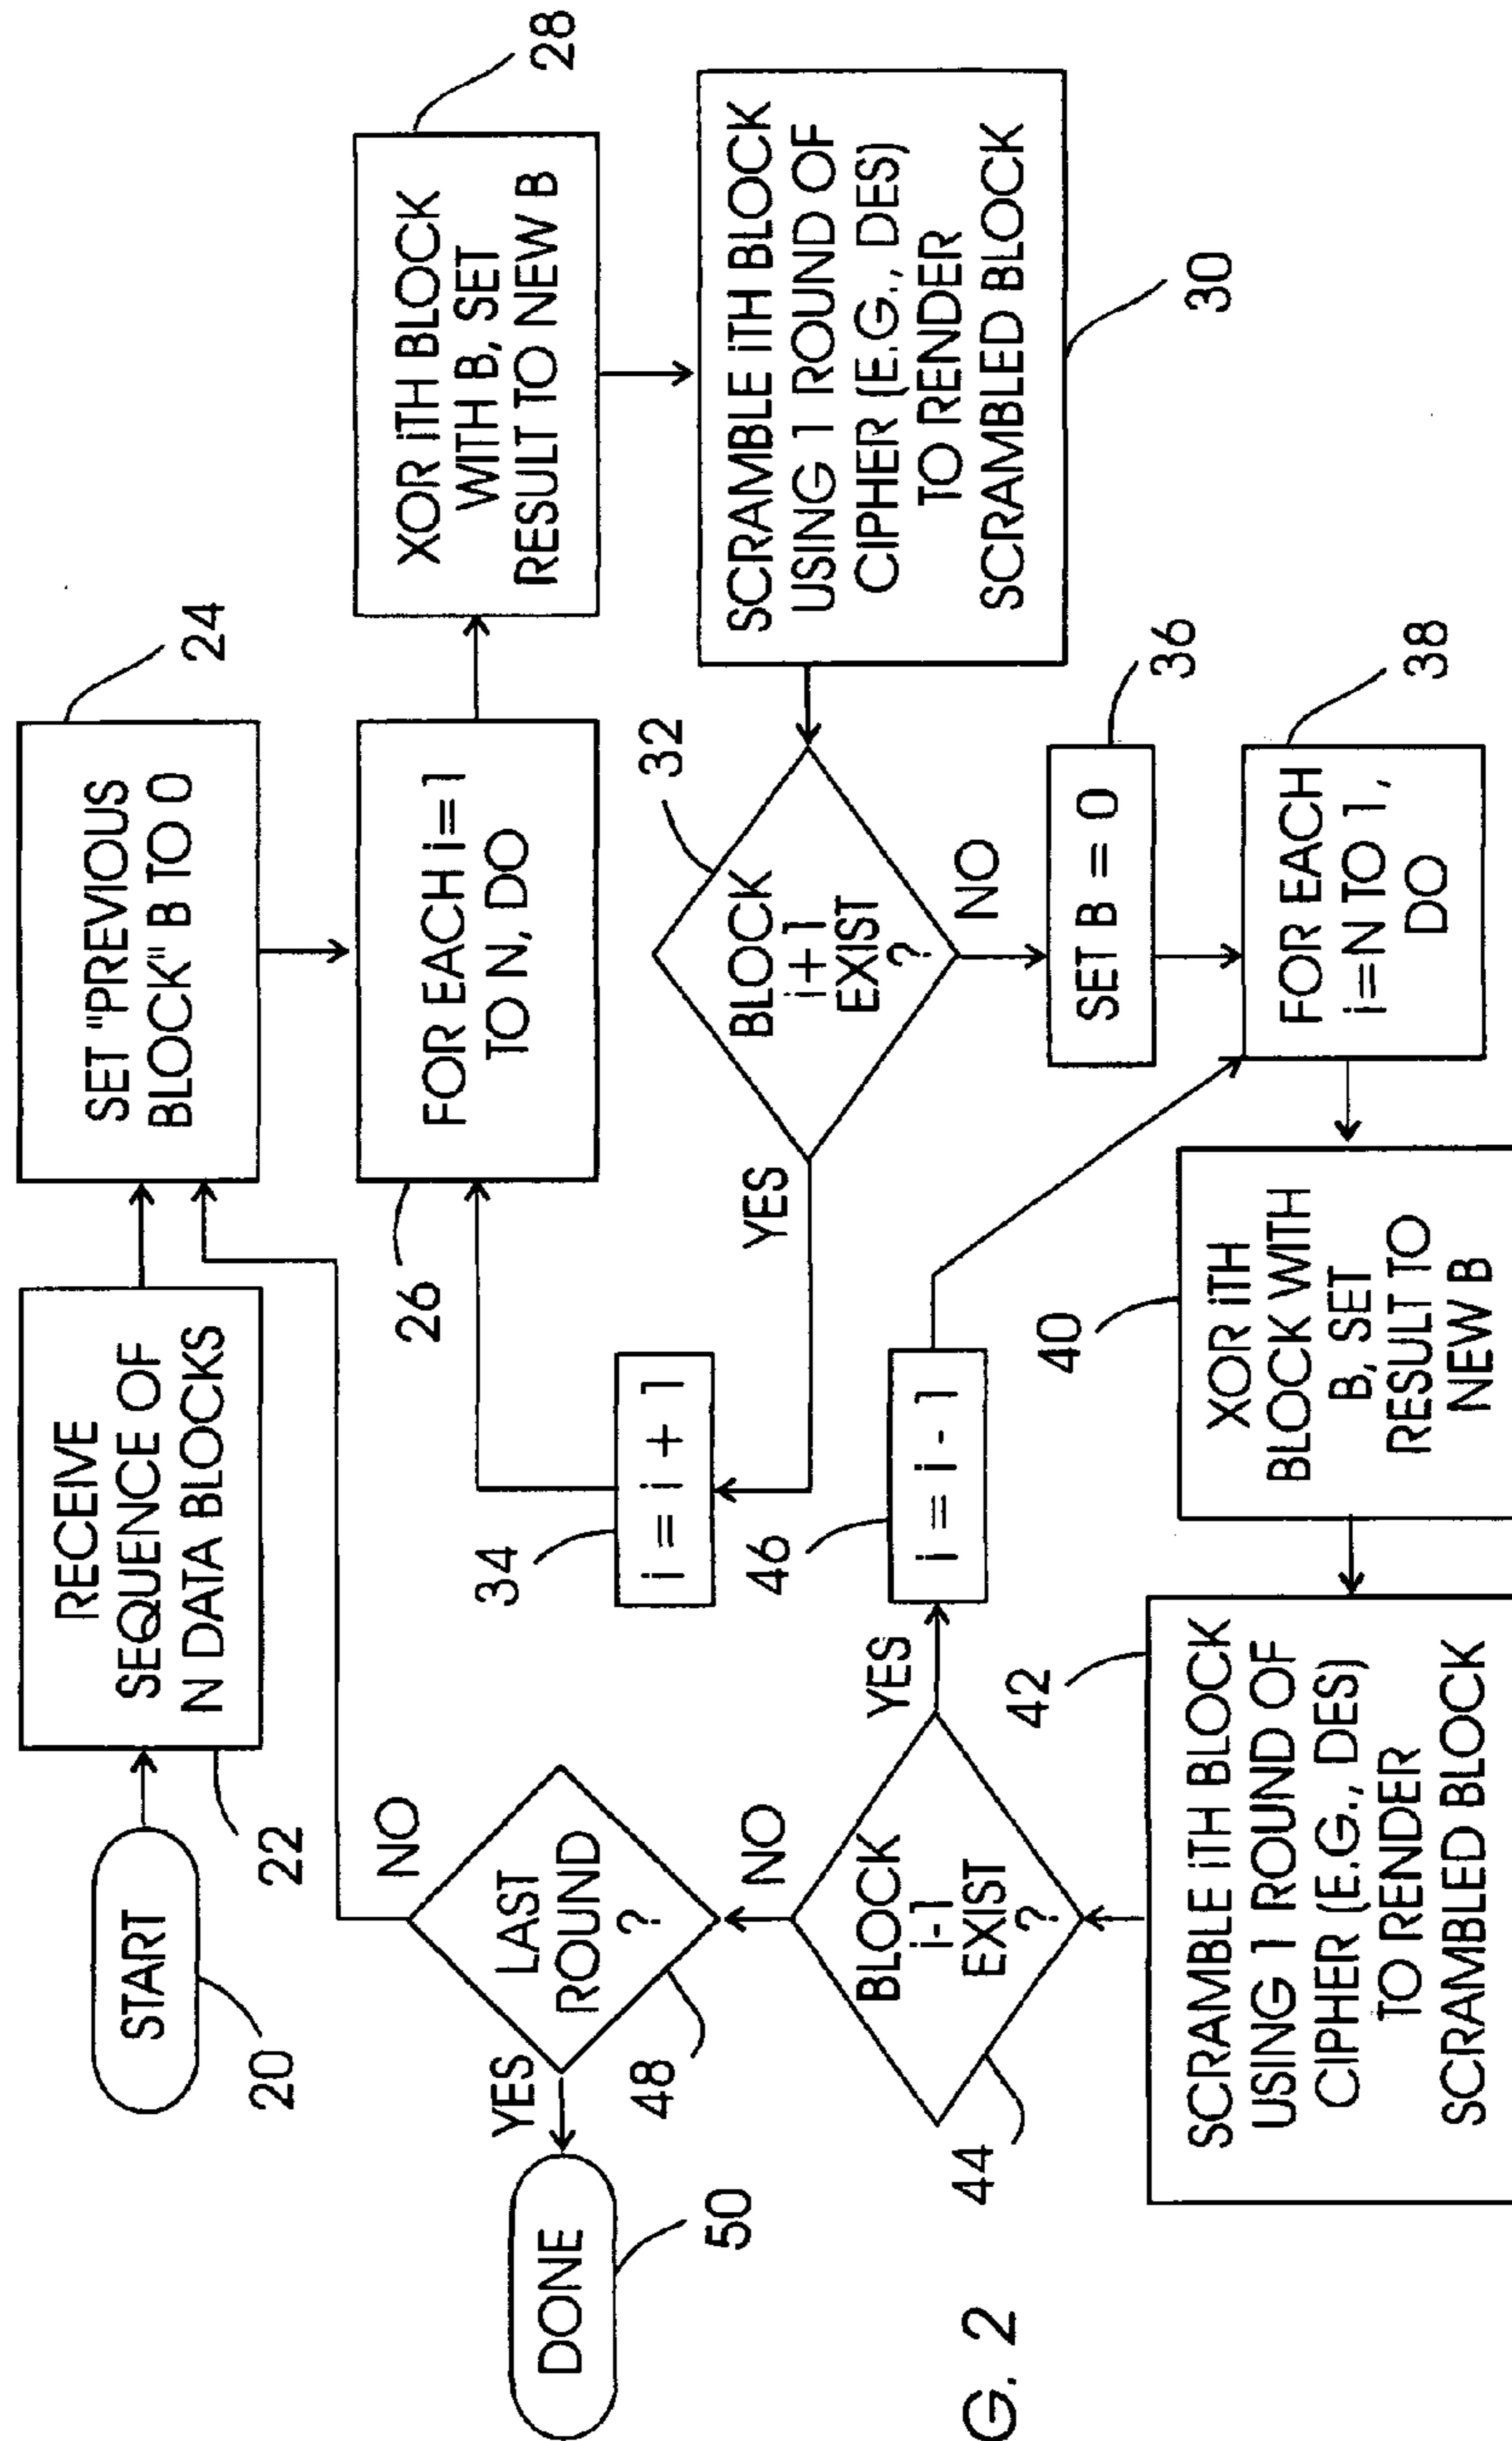 START
20
RECEIVE
SEQUENCE OF
N DATA BLOCKS
22
SET "PREVIOUS
BLOCK" B TO 0
24
FOR EACH i=1
TO N, DO
26
XOR iTH BLOCK
WITH B, SET
RESULT TO NEW B
28
SCRAMBLE iTH BLOCK
USING 1 ROUND OF
CIPHER (E.G., DES)
TO RENDER
SCRAMBLED BLOCK
30
BLOCK
i+1
EXIST
?
32
YES
i = i + 1
34
NO
SET B = 0
36
FOR EACH
i=N TO 1,
DO
38
XOR iTH
BLOCK WITH
B, SET
RESULT TO
NEW B
40
SCRAMBLE iTH BLOCK
USING 1 ROUND OF
CIPHER (E.G., DES)
TO RENDER
SCRAMBLED BLOCK
42
BLOCK
i-1
EXIST
?
44
YES
i = i - 1
46
NO
LAST
ROUND
?
48
NO
YES
DONE
50
G. 2